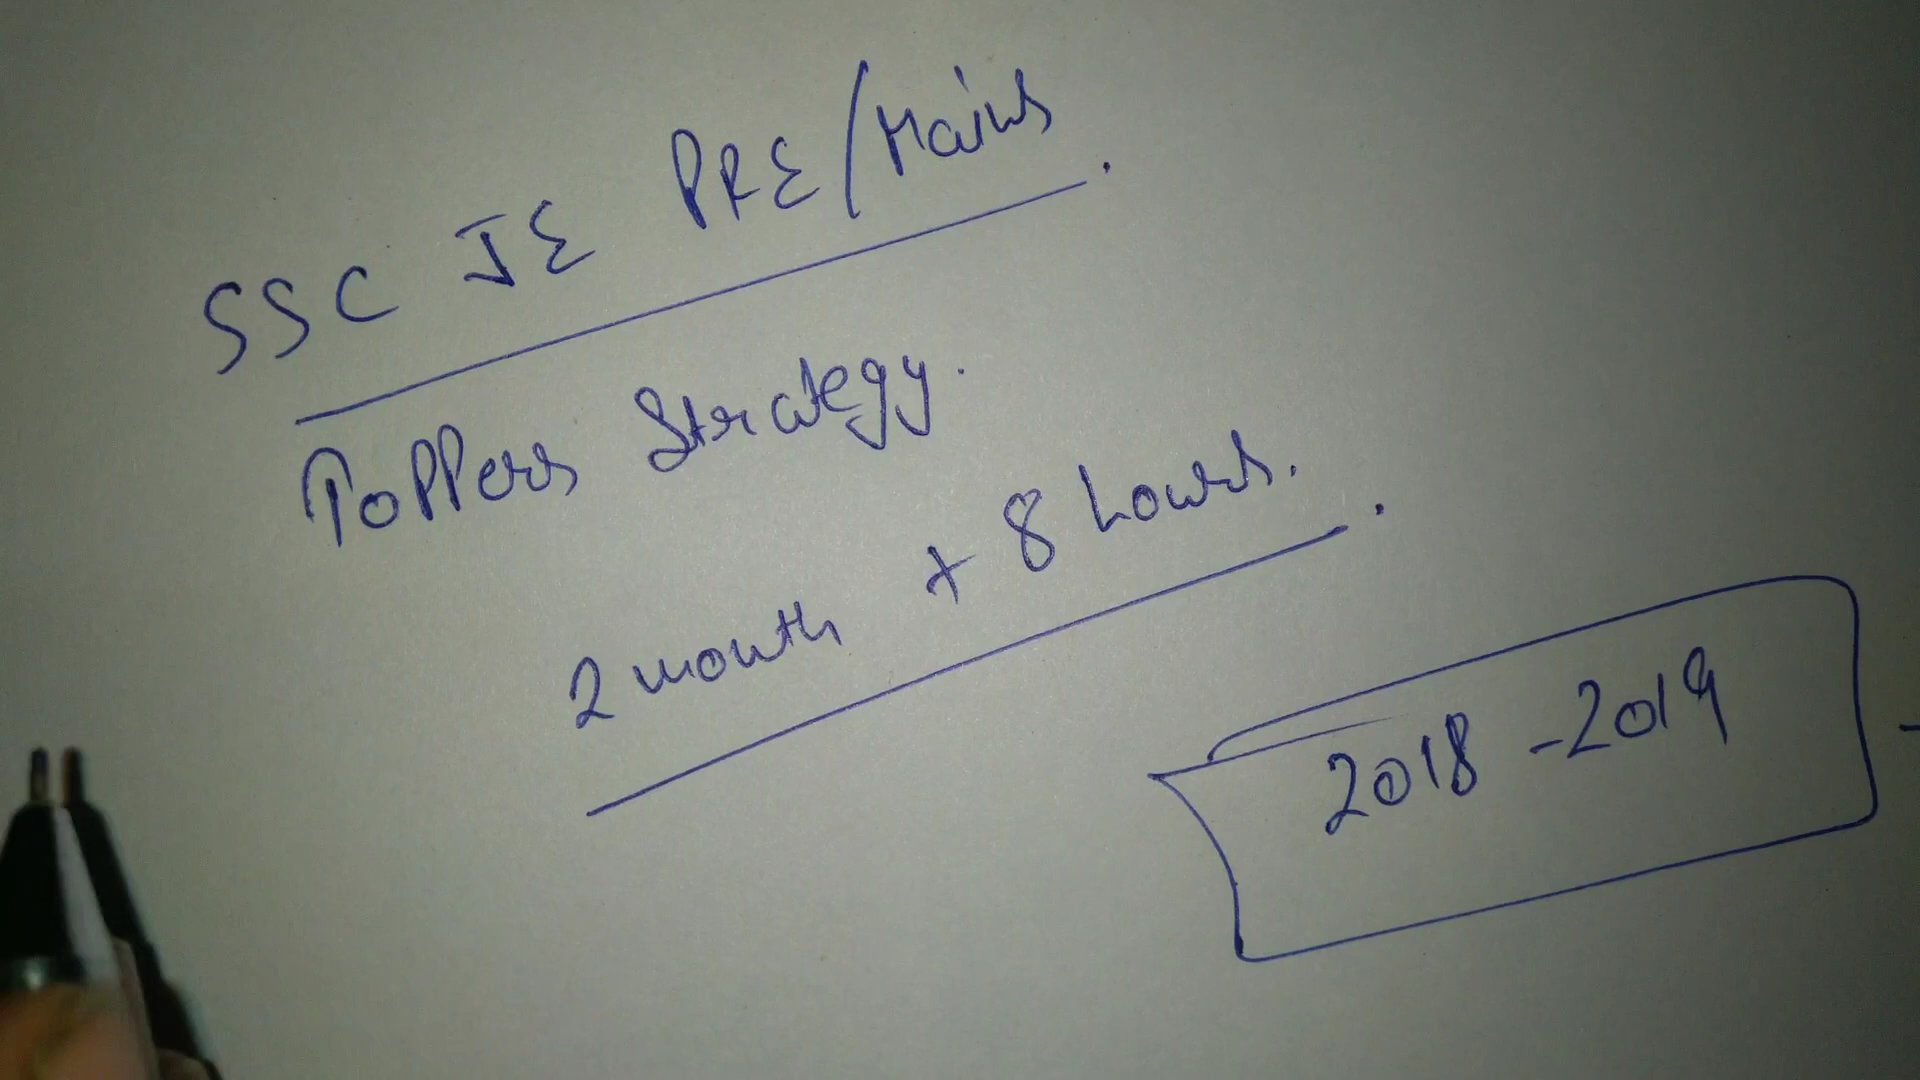 SSC JE PRE/Mains.
Toppers Strategy.
2 month + 8 hours.
2018-2019